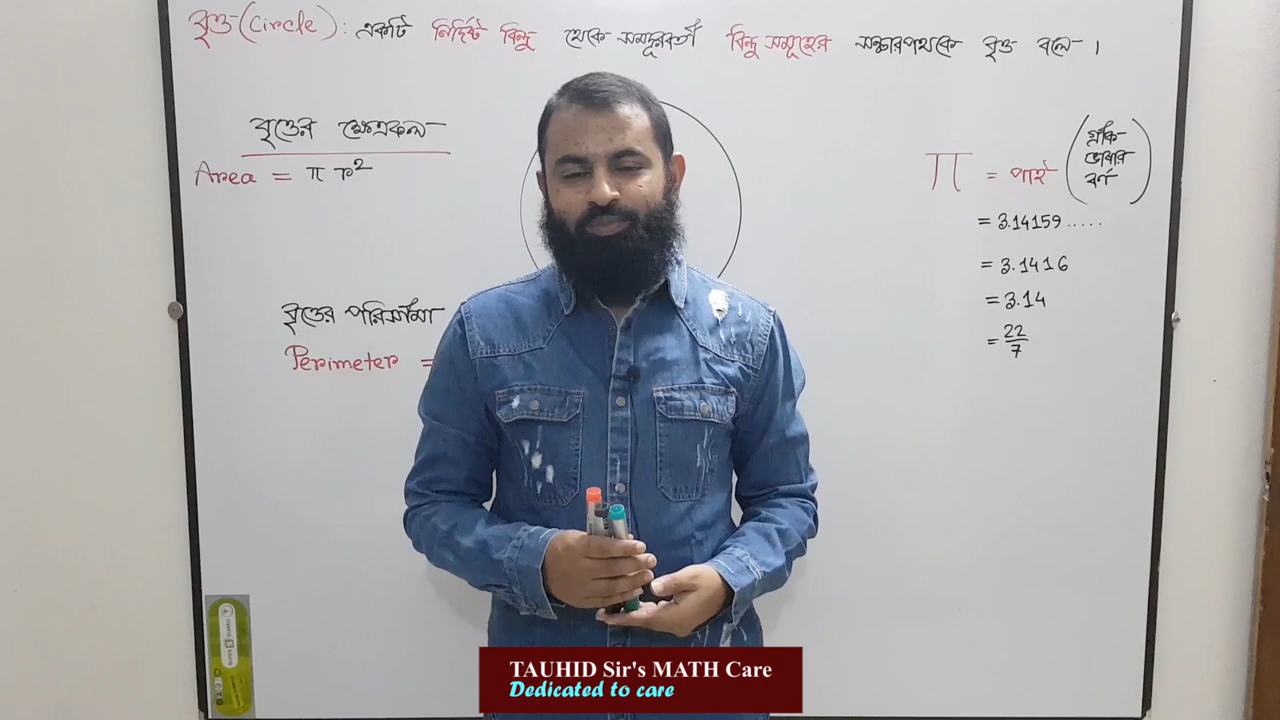 বৃত্ত (Circle) : একটি নির্দিষ্ট বিন্দু থেকে সমদূরবর্তী বিন্দু সমূহের সঞ্চারপথকে বৃত্ত বলে ।
বৃত্তের ক্ষেত্রফল
Area = π r²
বৃত্তের পরিসীমা
Perimeter =
π = পাই (গ্রীক ভাষার বর্ণ)
= 3.14159.....
= 3.1416
= 3.14
= 22/7
TAUHID Sir's MATH Care
Dedicated to care